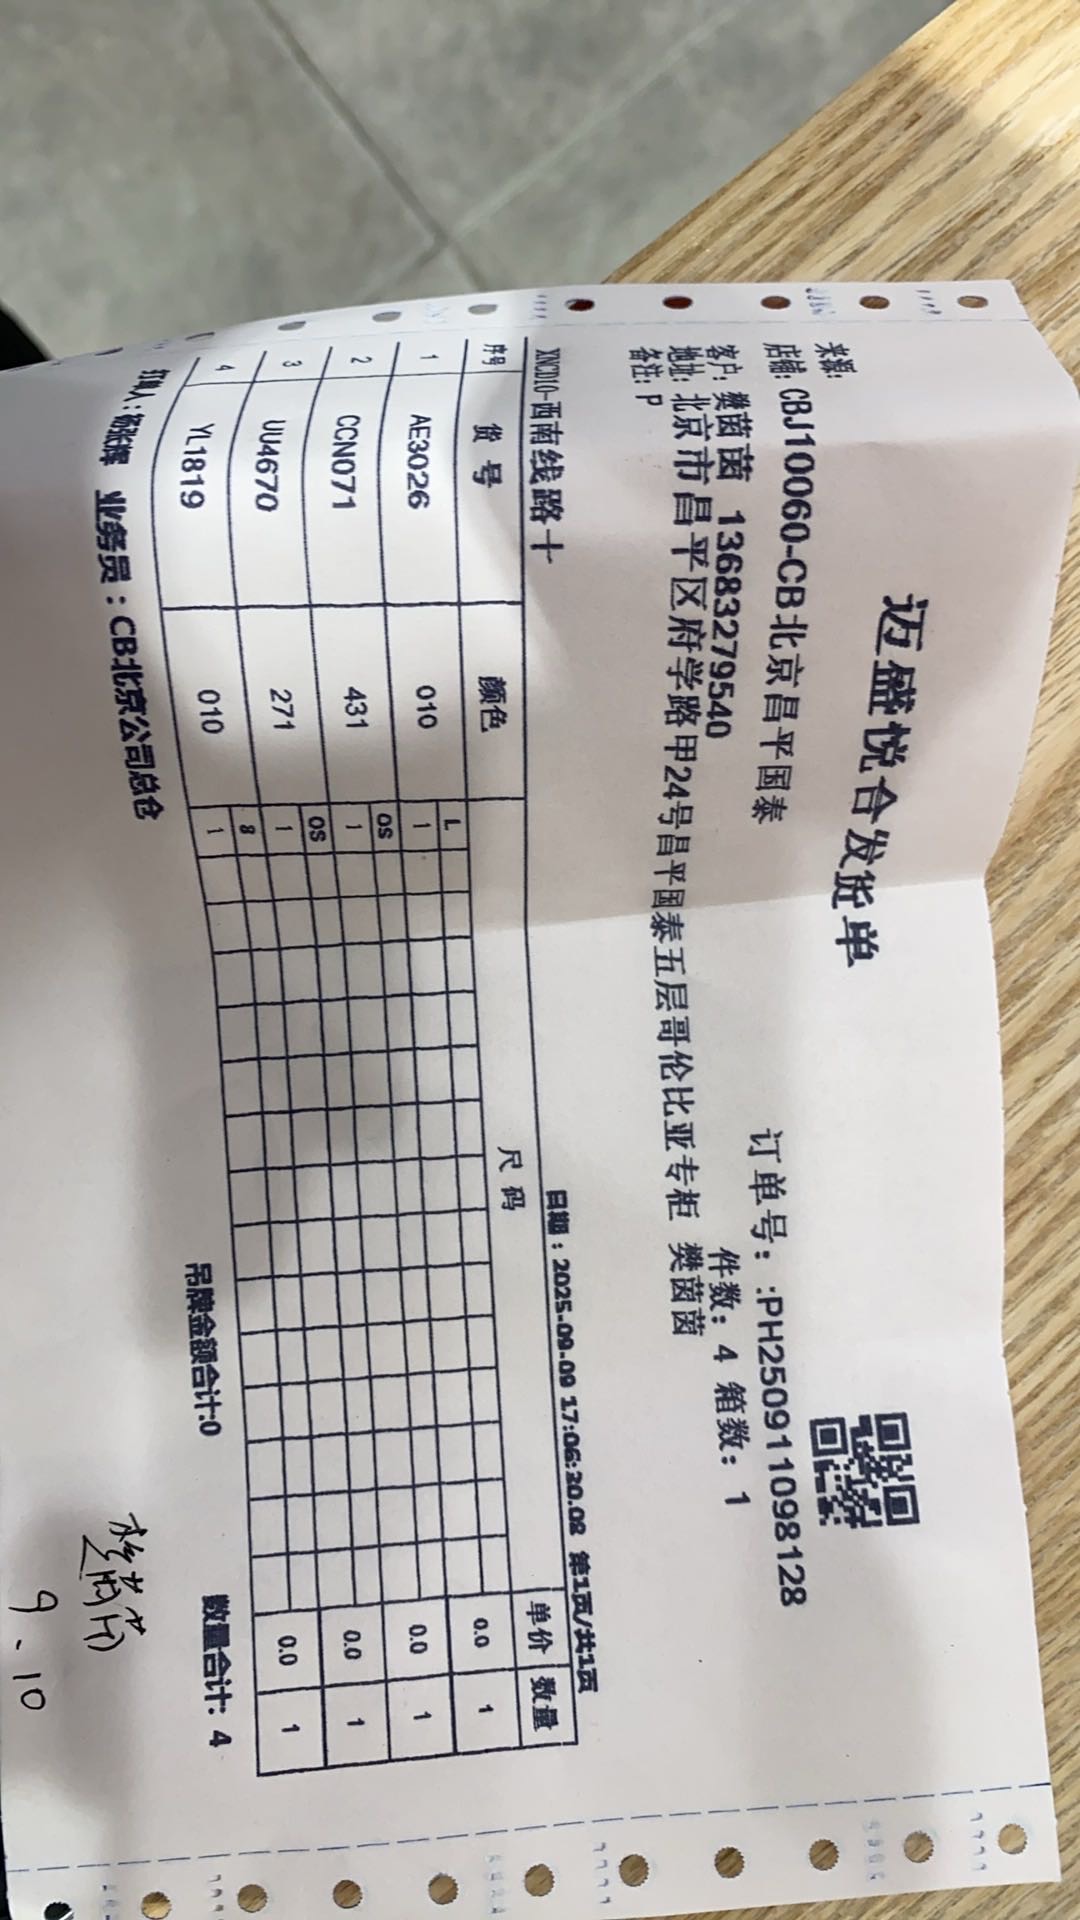 迈盛悦合发货单
来源:
订单号: :PH250911098128
店铺: CBJ10060-CB北京昌平国泰
件数: 4 箱数: 1
客户: 樊茵茵 13683279540
地址: 北京市昌平区府学路甲24号昌平国泰五层哥伦比亚专柜 樊茵茵
备注: P
XNCD10-西南线路十 日期:2025-09-09 17:06:20.08 第1页/共1页
序号 货号 颜色 尺码 单价 数量
L
1 AE3026 010 1 0.0 1
OS
2 CCN071 431 1 0.0 1
OS
3 UU4670 271 1 0.0 1
8
4 YL1819 010 1 0.0 1
吊牌金额合计:0 数量合计: 4
打单人: 业务员:CB北京公司总仓
9.10